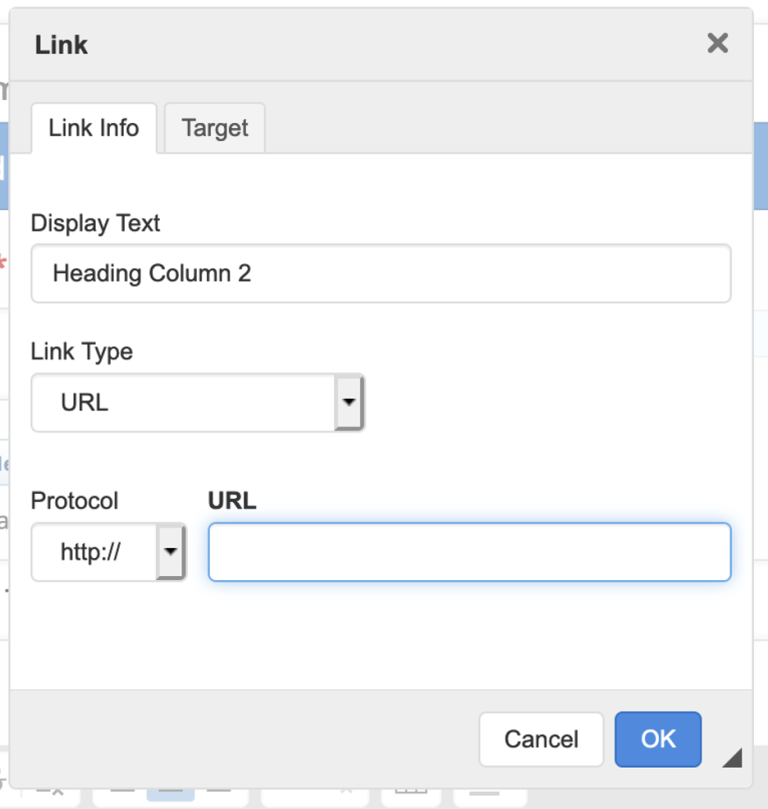 Link
Link Info
Target
Display Text
Heading Column 2
Link Type
URL
Protocol
URL
http://
Cancel
OK